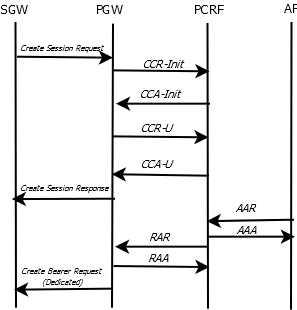 SGW PGW PCRF AF
Create Session Request
CCR-Init
CCA-Init
CCR-U
CCA-U
Create Session Response
AAR
AAA
RAR
RAA
Create Bearer Request
(Dedicated)